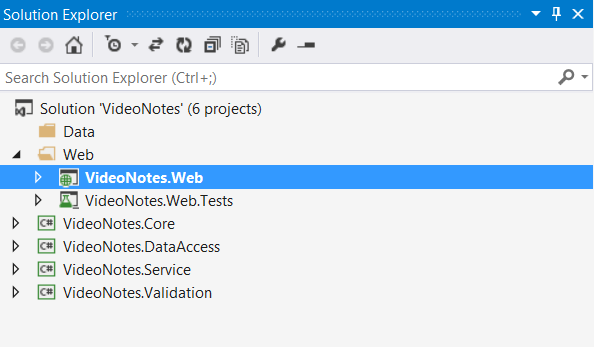 Solution Explorer
Search Solution Explorer (Ctrl+;)
Solution 'VideoNotes' (6 projects)
Data
Web
VideoNotes.Web
VideoNotes.Web.Tests
C# VideoNotes.Core
C# VideoNotes.DataAccess
C# VideoNotes.Service
C# VideoNotes.Validation